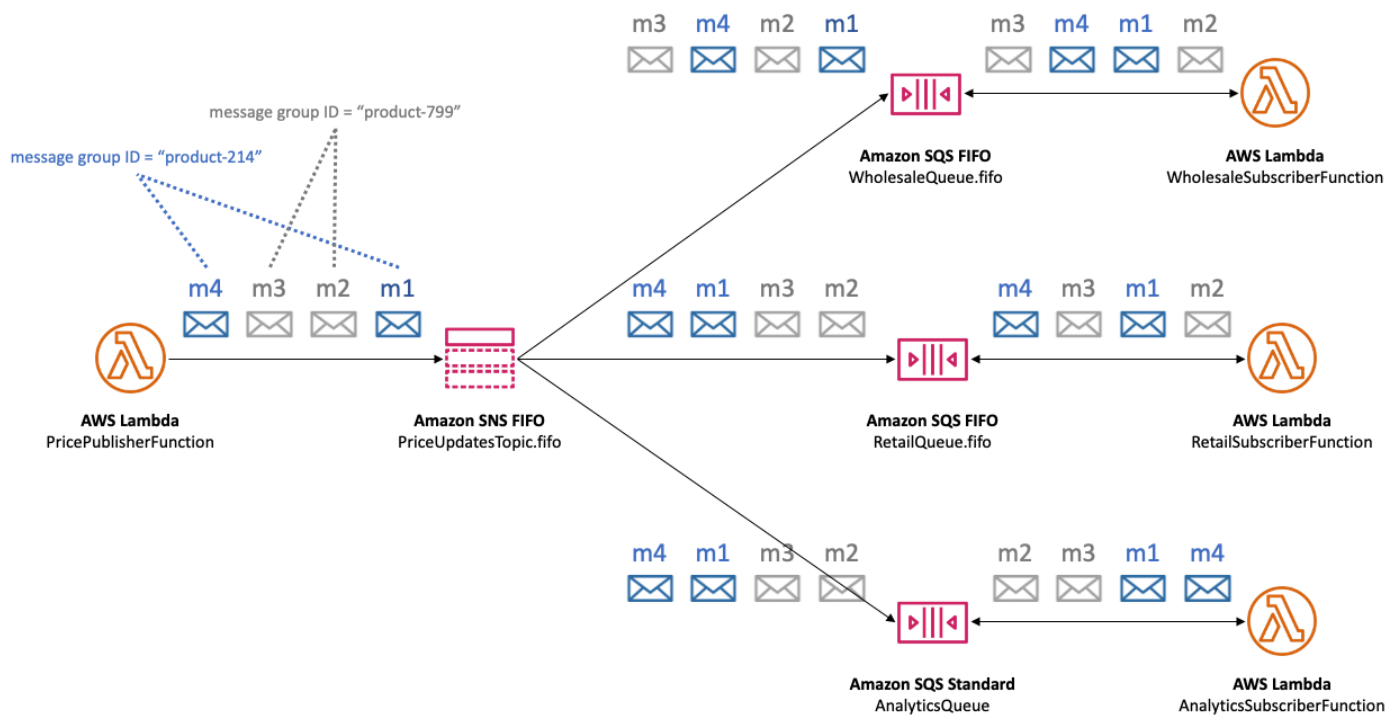 m3 m4 m2 m1
m3 m4 m1 m2
message group ID = “product-799”
message group ID = “product-214”
Amazon SQS FIFO
WholesaleQueue.fifo
AWS Lambda
WholesaleSubscriberFunction
m4 m3 m2 m1
m4 m1 m3 m2
m4 m3 m1 m2
AWS Lambda
PricePublisherFunction
Amazon SNS FIFO
PriceUpdatesTopic.fifo
Amazon SQS FIFO
RetailQueue.fifo
AWS Lambda
RetailSubscriberFunction
m4 m1 m3 m2
m2 m3 m1 m4
Amazon SQS Standard
AnalyticsQueue
AWS Lambda
AnalyticsSubscriberFunction